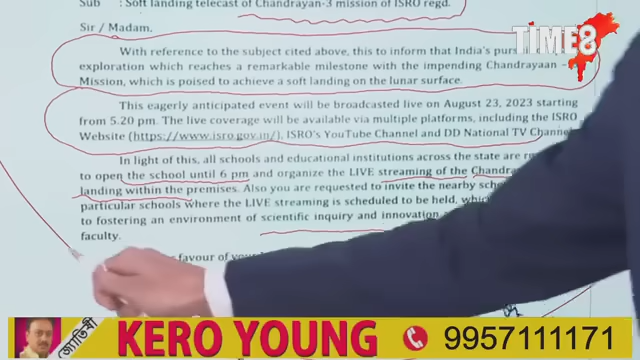 Sub : Soft landing telecast of Chandrayan-3 mission of ISRO regd.
TIME8
Sir / Madam.
With reference to the subject cited above, this to inform that India's
exploration which reaches a remarkable milestone with the impending Chandrayaan -
Mission, which is poised to achieve a soft landing on the lunar surface.
This eagerly anticipated event will be broadcasted live on August 23, 2023 starting
from 5.20 pm. The live coverage will be available via multiple platforms, including the ISRO
Website (https://www.isro.gov.in/), ISRO's YouTube Channel and DD National TV Channel
In light of this, all schools and educational institutions across the state are
to open the school until 6 pm and organize the LIVE streaming of the
landing within the premises. Also you are requested to invite the nearby
particular schools where the LIVE streaming is scheduled to be held,
to fostering an environment of scientific inquiry and innovation
faculty.
favour of
জ্যোতিষী
KERO YOUNG
9957111171